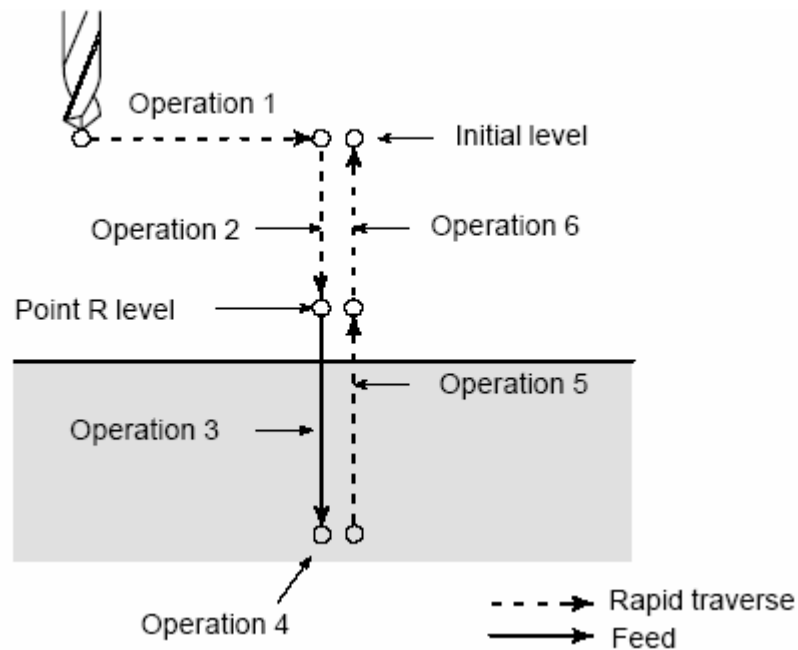 Operation 1
Initial level
Operation 2
Operation 6
Point R level
Operation 5
Operation 3
Operation 4
Rapid traverse
Feed